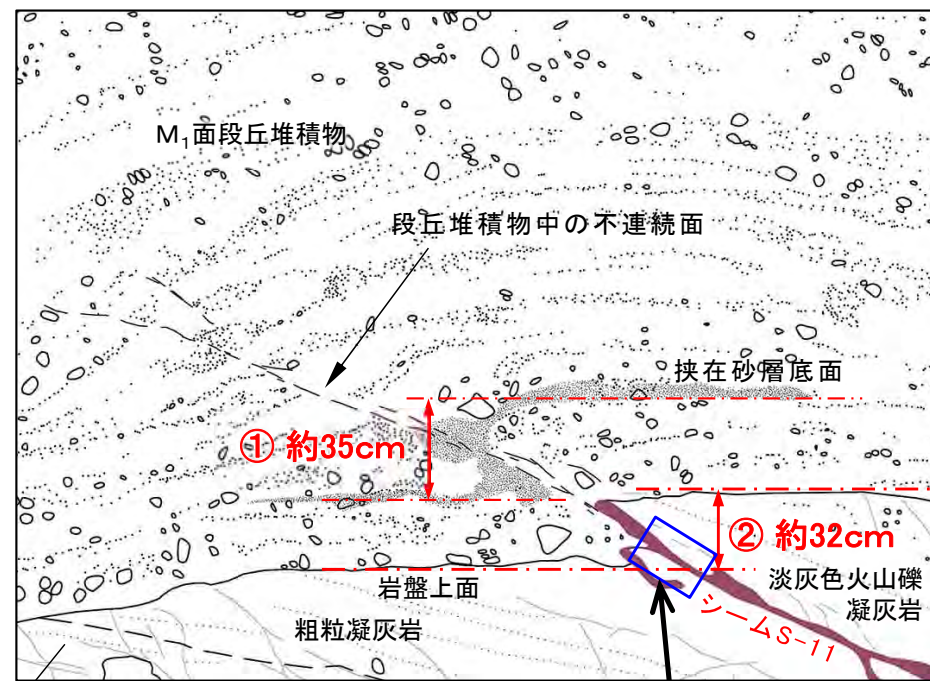 M₁面段丘堆積物
段丘堆積物中の不連続面
挟在砂層底面
① 約35cm
② 約32cm
岩盤上面
淡灰色火山礫
凝灰岩
粗粒凝灰岩
シームS-11